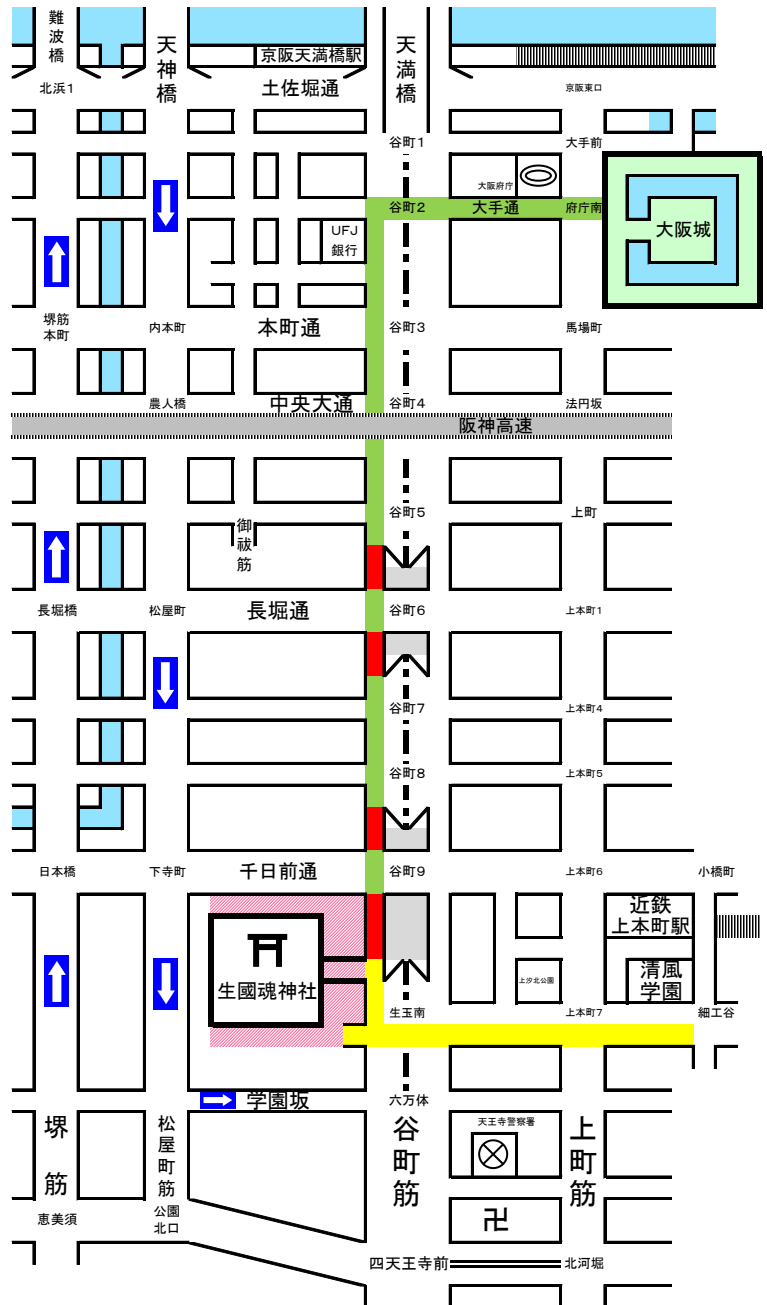 難波橋
天神橋
京阪天満橋駅
天満橋
北浜1
土佐堀通
京阪東口
谷町1
大手前
大阪府庁
谷町2
大手通
府庁南
大阪城
UFJ
銀行
堺筋
本町
内本町
本町通
谷町3
馬場町
農人橋
中央大通
谷町4
法円坂
阪神高速
御祓筋
谷町5
上町
長堀橋
松屋町
長堀通
谷町6
上本町1
谷町7
上本町4
谷町8
上本町5
日本橋
下寺町
千日前通
谷町9
上本町6
小橋町
近鉄
上本町駅
生國魂神社
上汐北公園
清風
学園
生玉南
上本町7
細工谷
学園坂
六万体
堺筋
松屋町筋
谷町筋
天王寺警察署
上町筋
恵美須
公園
北口
卍
四天王寺前
北河堀